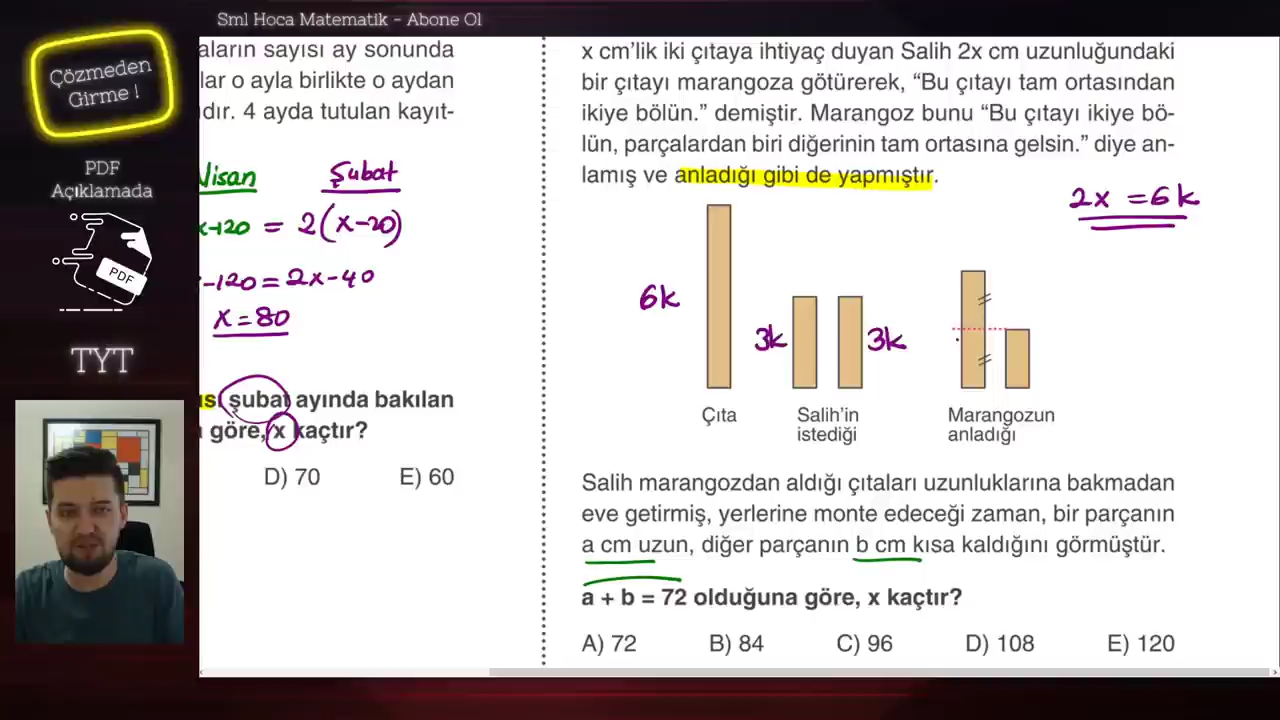 Sml Hoca Matematik - Abone Ol
Çözmeden
Girme !
PDF
Açıklamada
PDF
TYT
aların sayısı ay sonunda
lar o ayla birlikte o aydan
dır. 4 ayda tutulan kayıt-
Nisan Şubat
x-120 = 2(x-20)
-120 = 2x-40
x = 80
sı şubat ayında bakılan
göre, x kaçtır?
D) 70 E) 60
x cm'lik iki çıtaya ihtiyaç duyan Salih 2x cm uzunluğundaki
bir çıtayı marangoza götürerek, “Bu çıtayı tam ortasından
ikiye bölün.” demiştir. Marangoz bunu “Bu çıtayı ikiye bö-
lün, parçalardan biri diğerinin tam ortasına gelsin.” diye an-
lamış ve anladığı gibi de yapmıştır.
2x = 6k
6k
3k 3k
Çıta Salih'in Marangozun
istediği anladığı
Salih marangozdan aldığı çıtaları uzunluklarına bakmadan
eve getirmiş, yerlerine monte edeceği zaman, bir parçanın
a cm uzun, diğer parçanın b cm kısa kaldığını görmüştür.
a + b = 72 olduğuna göre, x kaçtır?
A) 72 B) 84 C) 96 D) 108 E) 120